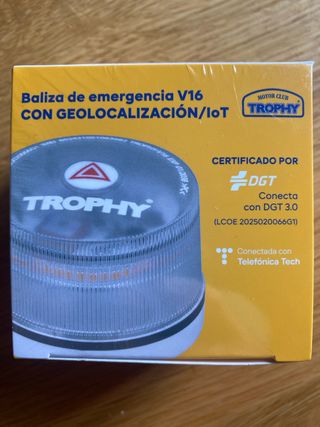 Baliza de emergencia V16
CON GEOLOCALIZACIÓN/IoT
MOTOR CLUB
TROPHY
CERTIFICADO POR
DGT
Conecta
con DGT 3.0
(LCOE 2025020066G1)
TROPHY
Conectada con
Telefónica Tech